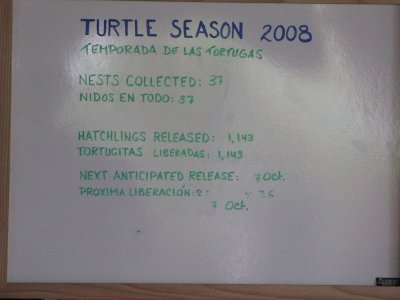 TURTLE SEASON 2008
TEMPORADA DE LAS TORTUGAS
NESTS COLLECTED: 37
NIDOS EN TODO: 37
HATCHLINGS RELEASED: 1,143
TORTUGITAS LIBERADAS: 1,143
NEXT ANTICIPATED RELEASE: 7 Oct.
PROXIMA LIBERACIÓN:
7 Oct.